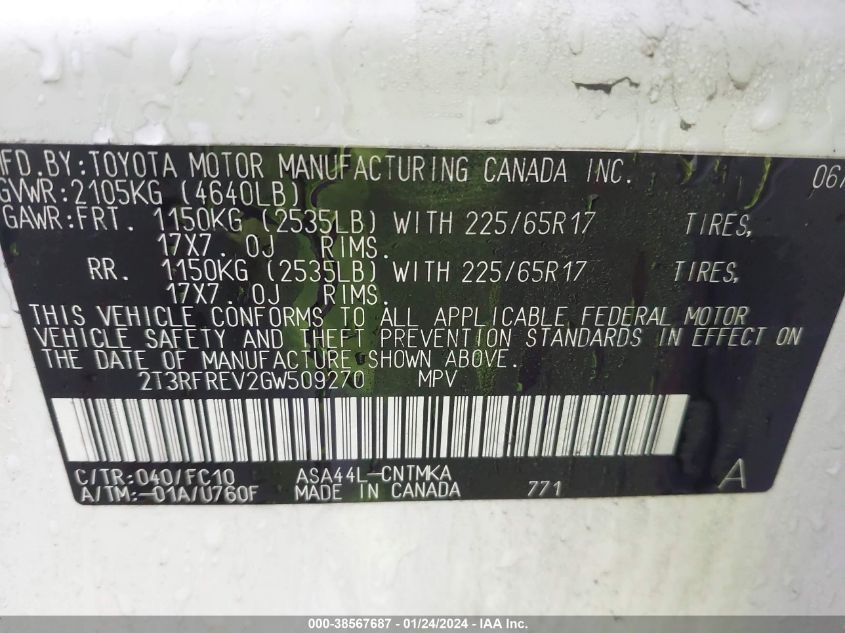 MFD. BY: TOYOTA MOTOR MANUFACTURING CANADA INC. 06/
GVWR: 2105KG (4640LB)
GAWR: FRT. 1150KG (2535LB) WITH 225/65R17 TIRES,
17X7.0J RIMS.
RR. 1150KG (2535LB) WITH 225/65R17 TIRES,
17X7.0J RIMS.
THIS VEHICLE CONFORMS TO ALL APPLICABLE FEDERAL MOTOR
VEHICLE SAFETY AND THEFT PREVENTION STANDARDS IN EFFECT ON
THE DATE OF MANUFACTURE SHOWN ABOVE.
2T3RFREV2GW509270 MPV
C/TR: 040/FC10 ASA44L-CNTMKA A
A/TM: -01A/U760F MADE IN CANADA 771
000-38567687 - 01/24/2024 - IAA Inc.